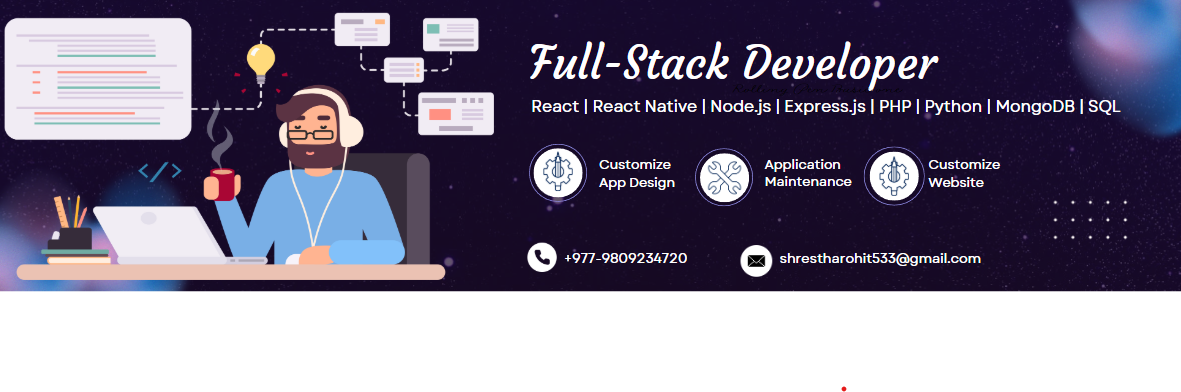 Full-Stack Developer
React | React Native | Node.js | Express.js | PHP | Python | MongoDB | SQL
Customize
App Design
Application
Maintenance
Customize
Website
</>
+977-9809234720
shrestharohit533@gmail.com